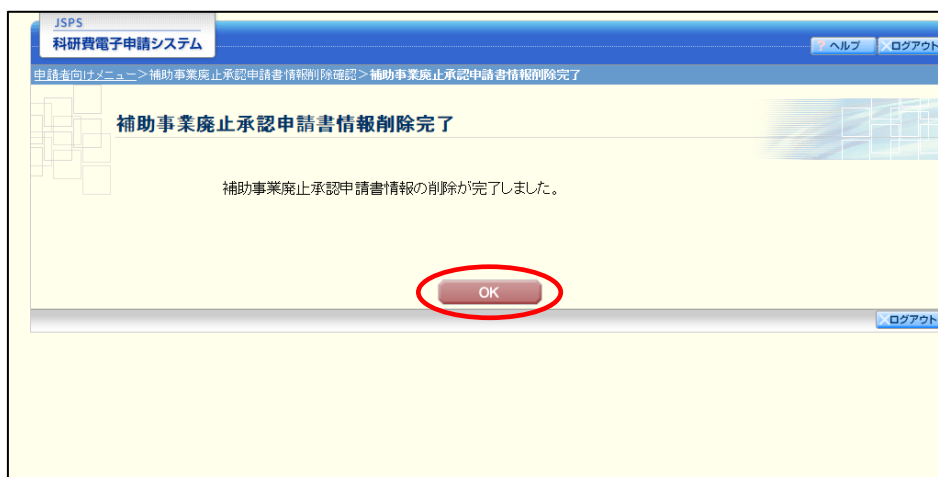 JSPS
科研費電子申請システム
? ヘルプ
ログアウト
申請者向けメニュー>補助事業廃止承認申請書情報削除確認>補助事業廃止承認申請書情報削除完了
補助事業廃止承認申請書情報削除完了
補助事業廃止承認申請書情報の削除が完了しました。
OK
ログアウト